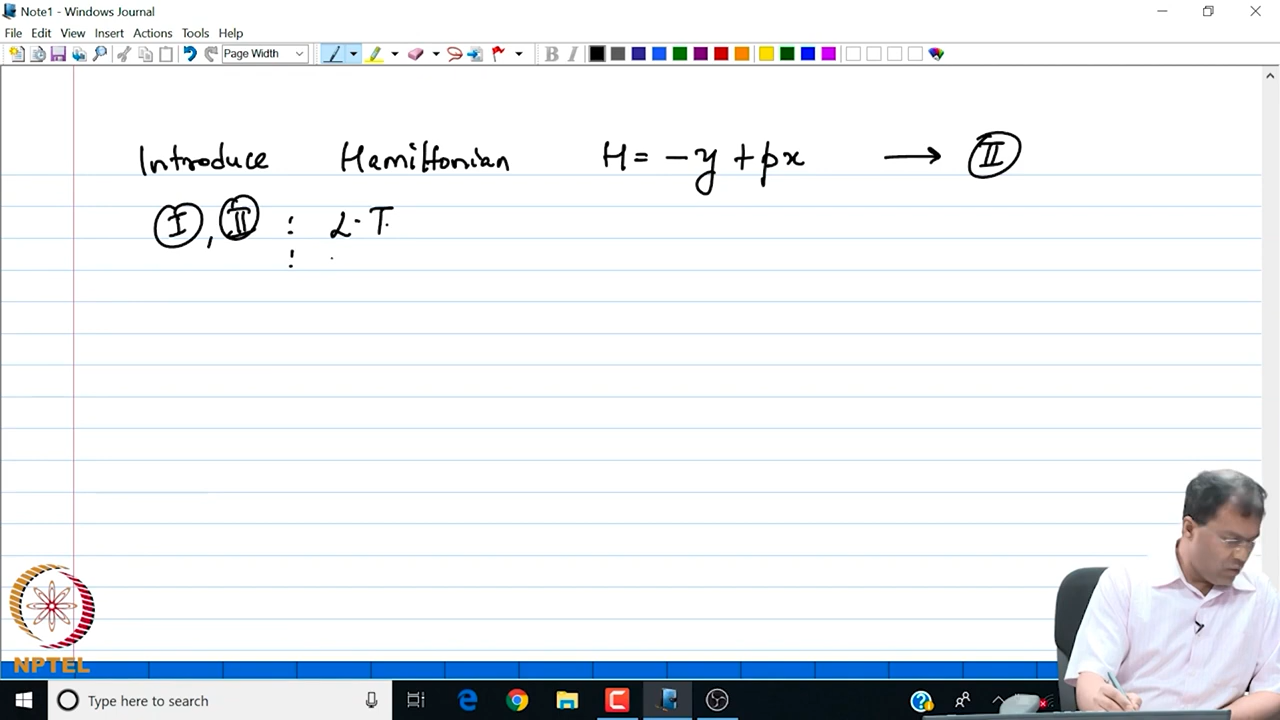 Note1 - Windows Journal
File Edit View Insert Actions Tools Help
Page Width B I
Introduce Hamiltonian H = -y + px → II
I, II : L.T.
:
NPTEL
Type here to search